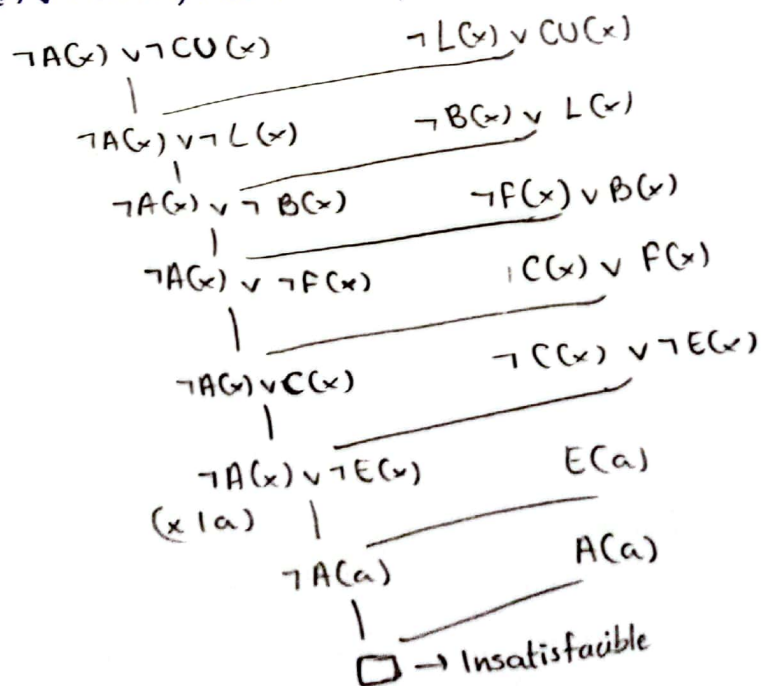 ¬A(x) ∨ ¬CU(x)    ¬L(x) ∨ CU(x)
¬A(x) ∨ ¬L(x)    ¬B(x) ∨ L(x)
¬A(x) ∨ ¬B(x)    ¬F(x) ∨ B(x)
¬A(x) ∨ ¬F(x)    C(x) ∨ F(x)
¬A(x) ∨ C(x)    ¬C(x) ∨ ¬E(x)
¬A(x) ∨ ¬E(x)    E(a)
(x|a)
¬A(a)    A(a)
□ → Insatisfacible